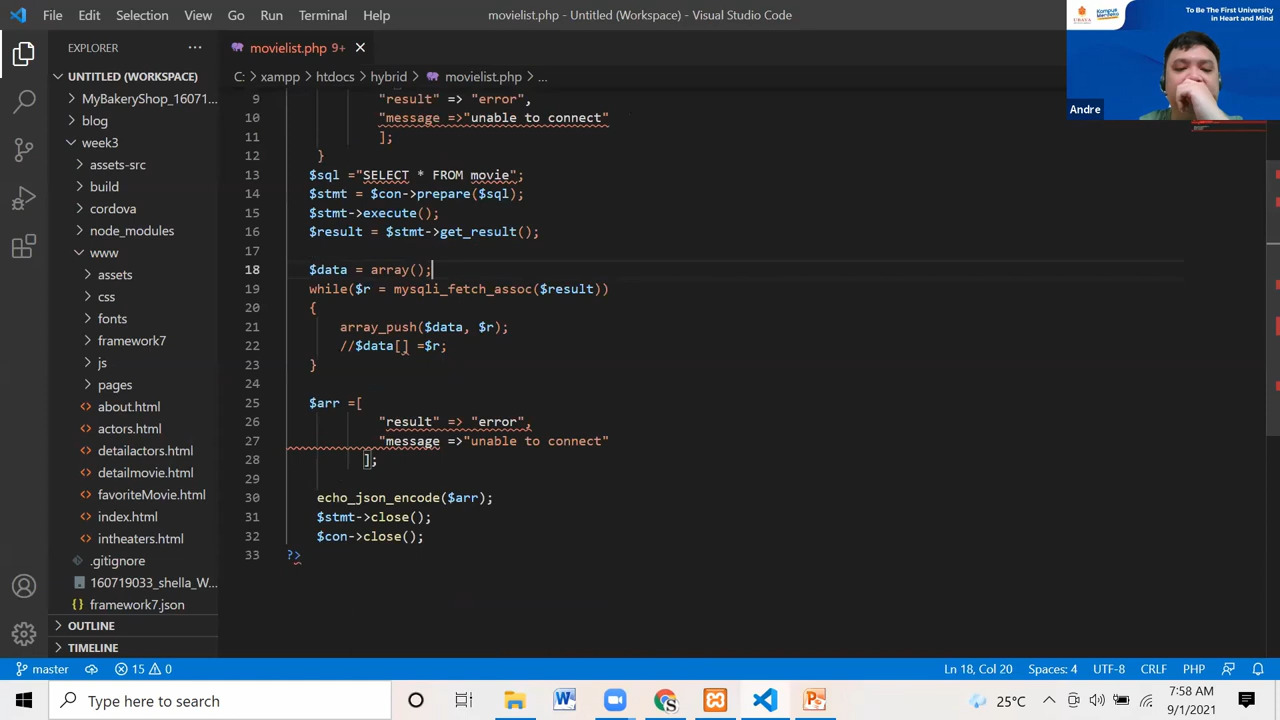 File Edit Selection View Go Run Terminal Help movielist.php - Untitled (Workspace) - Visual Studio Code
To Be The First University
in Heart and Mind
UBAYA
Kampus
Merdeka
Andre
EXPLORER
movielist.php 9+
UNTITLED (WORKSPACE)
MyBakeryShop_16071...
blog
week3
assets-src
build
cordova
node_modules
www
assets
css
fonts
framework7
js
pages
about.html
actors.html
detailactors.html
detailmovie.html
favoriteMovie.html
index.html
intheaters.html
.gitignore
160719033_shella_W...
framework7.json
OUTLINE
TIMELINE
C: > xampp > htdocs > hybrid > movielist.php > ...
9 "result" => "error",
10 "message =>"unable to connect"
11 ];
12 }
13 $sql ="SELECT * FROM movie";
14 $stmt = $con->prepare($sql);
15 $stmt->execute();
16 $result = $stmt->get_result();
17
18 $data = array();
19 while($r = mysqli_fetch_assoc($result))
20 {
21 array_push($data, $r);
22 //$data[] =$r;
23 }
24
25 $arr =[
26 "result" => "error",
27 "message =>"unable to connect"
28 ];
29
30 echo_json_encode($arr);
31 $stmt->close();
32 $con->close();
33 ?>
master 15 0 Ln 18, Col 20 Spaces: 4 UTF-8 CRLF PHP
Type here to search
25°C
7:58 AM
9/1/2021